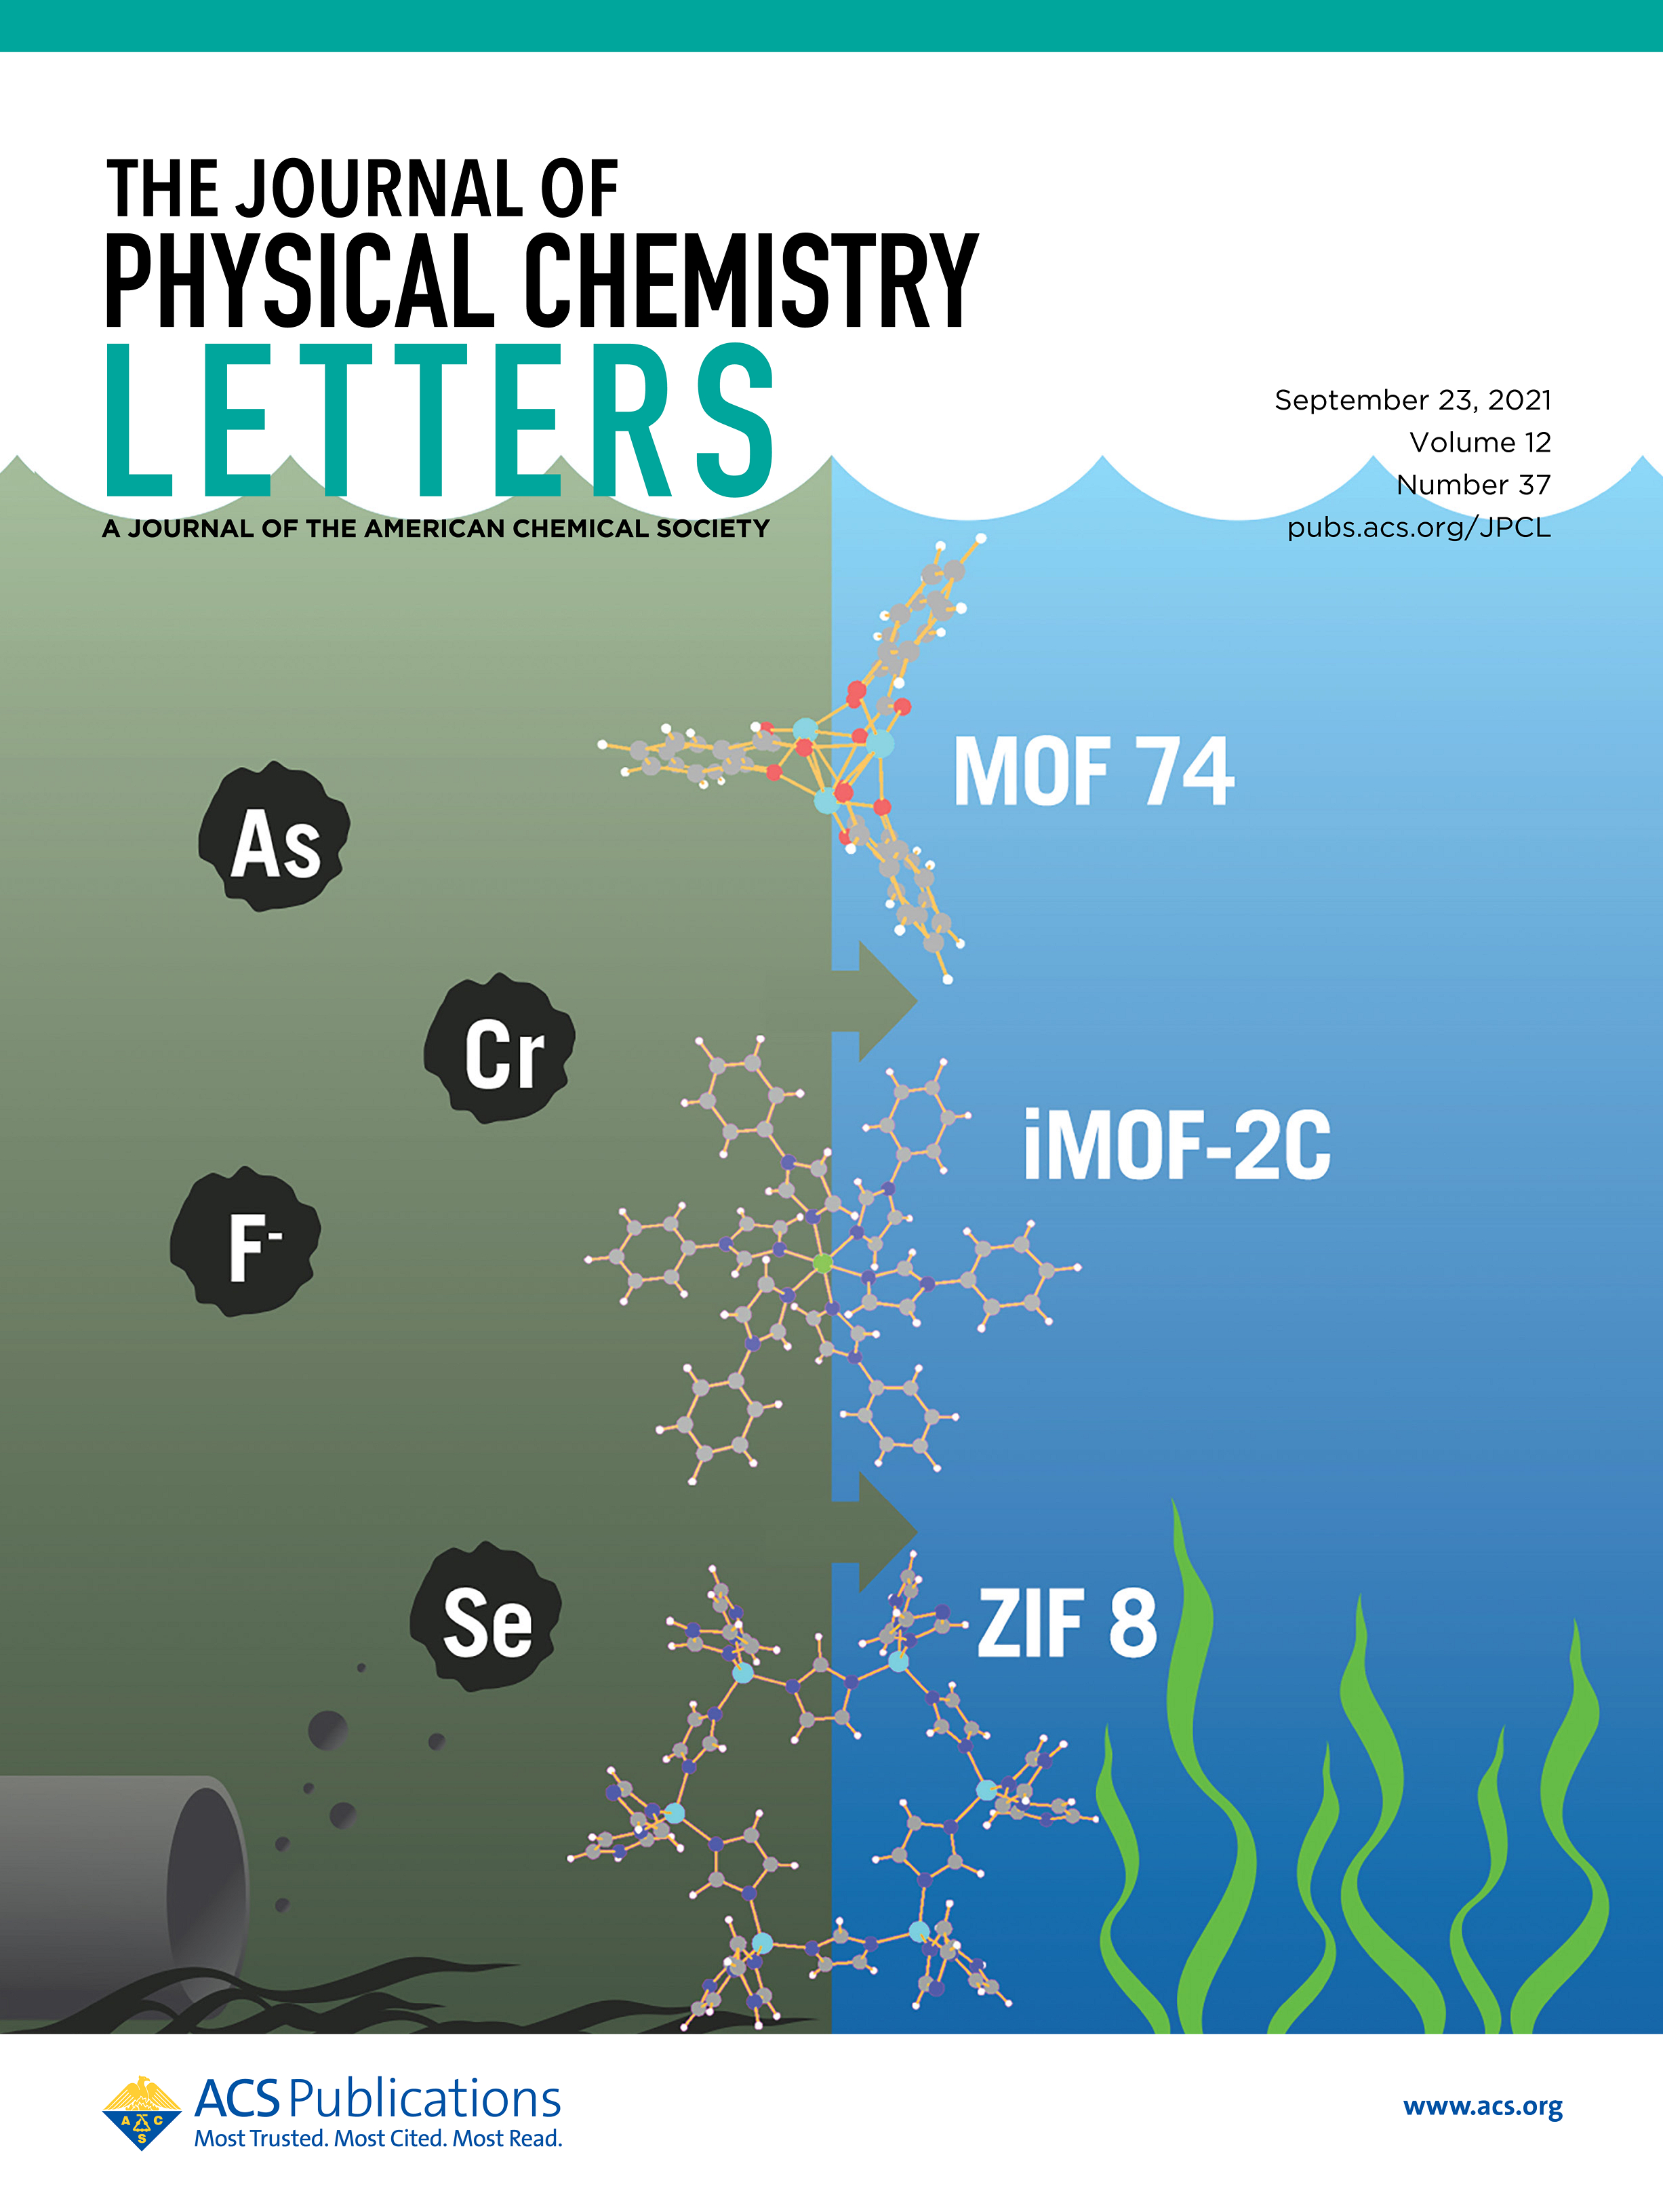 THE JOURNAL OF
PHYSICAL CHEMISTRY
LETTERS
A JOURNAL OF THE AMERICAN CHEMICAL SOCIETY
September 23, 2021
Volume 12
Number 37
pubs.acs.org/JPCL
MOF 74
As
Cr
iMOF-2C
F-
Se
ZIF 8
A C
S
ACS Publications
Most Trusted. Most Cited. Most Read.
www.acs.org